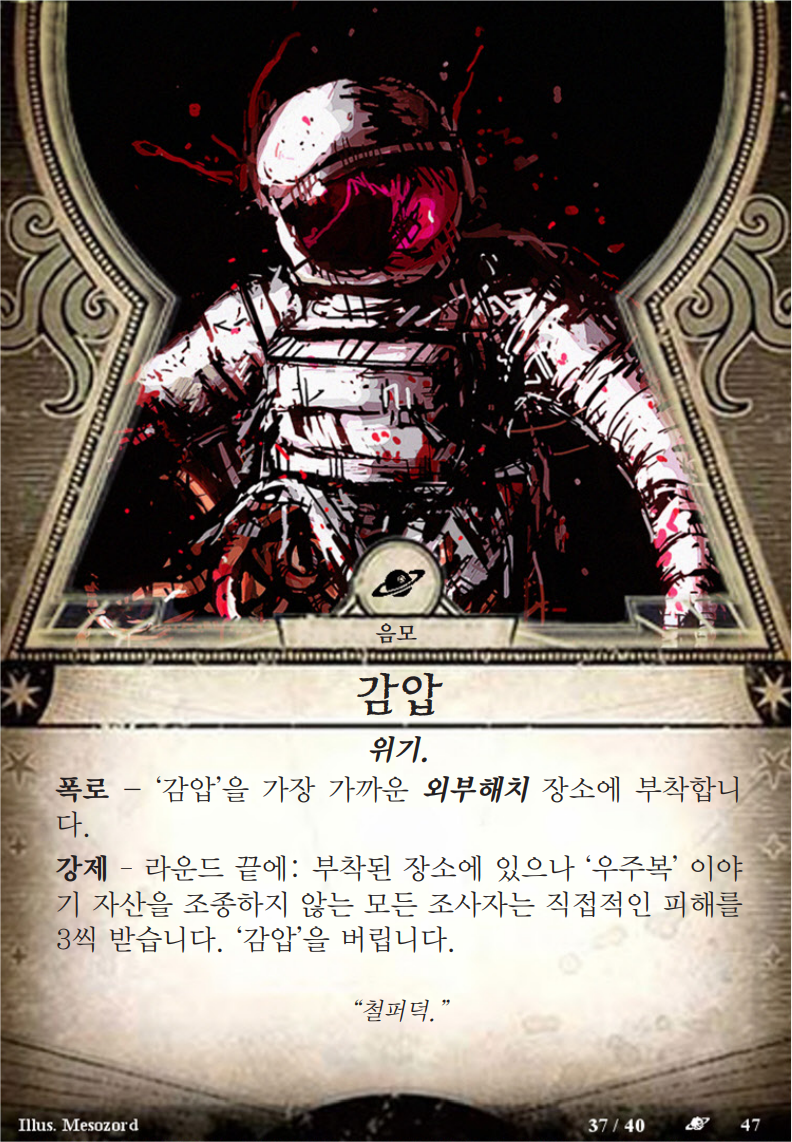 음모
감압
위기.
폭로 – ‘감압’을 가장 가까운 외부해치 장소에 부착합니
다.
강제 – 라운드 끝에: 부착된 장소에 있으나 ‘우주복’ 이야
기 자산을 조종하지 않는 모든 조사자는 직접적인 피해를
3씩 받습니다. ‘감압’을 버립니다.
“철퍼덕.”
Illus. Mesozord 37 / 40 47